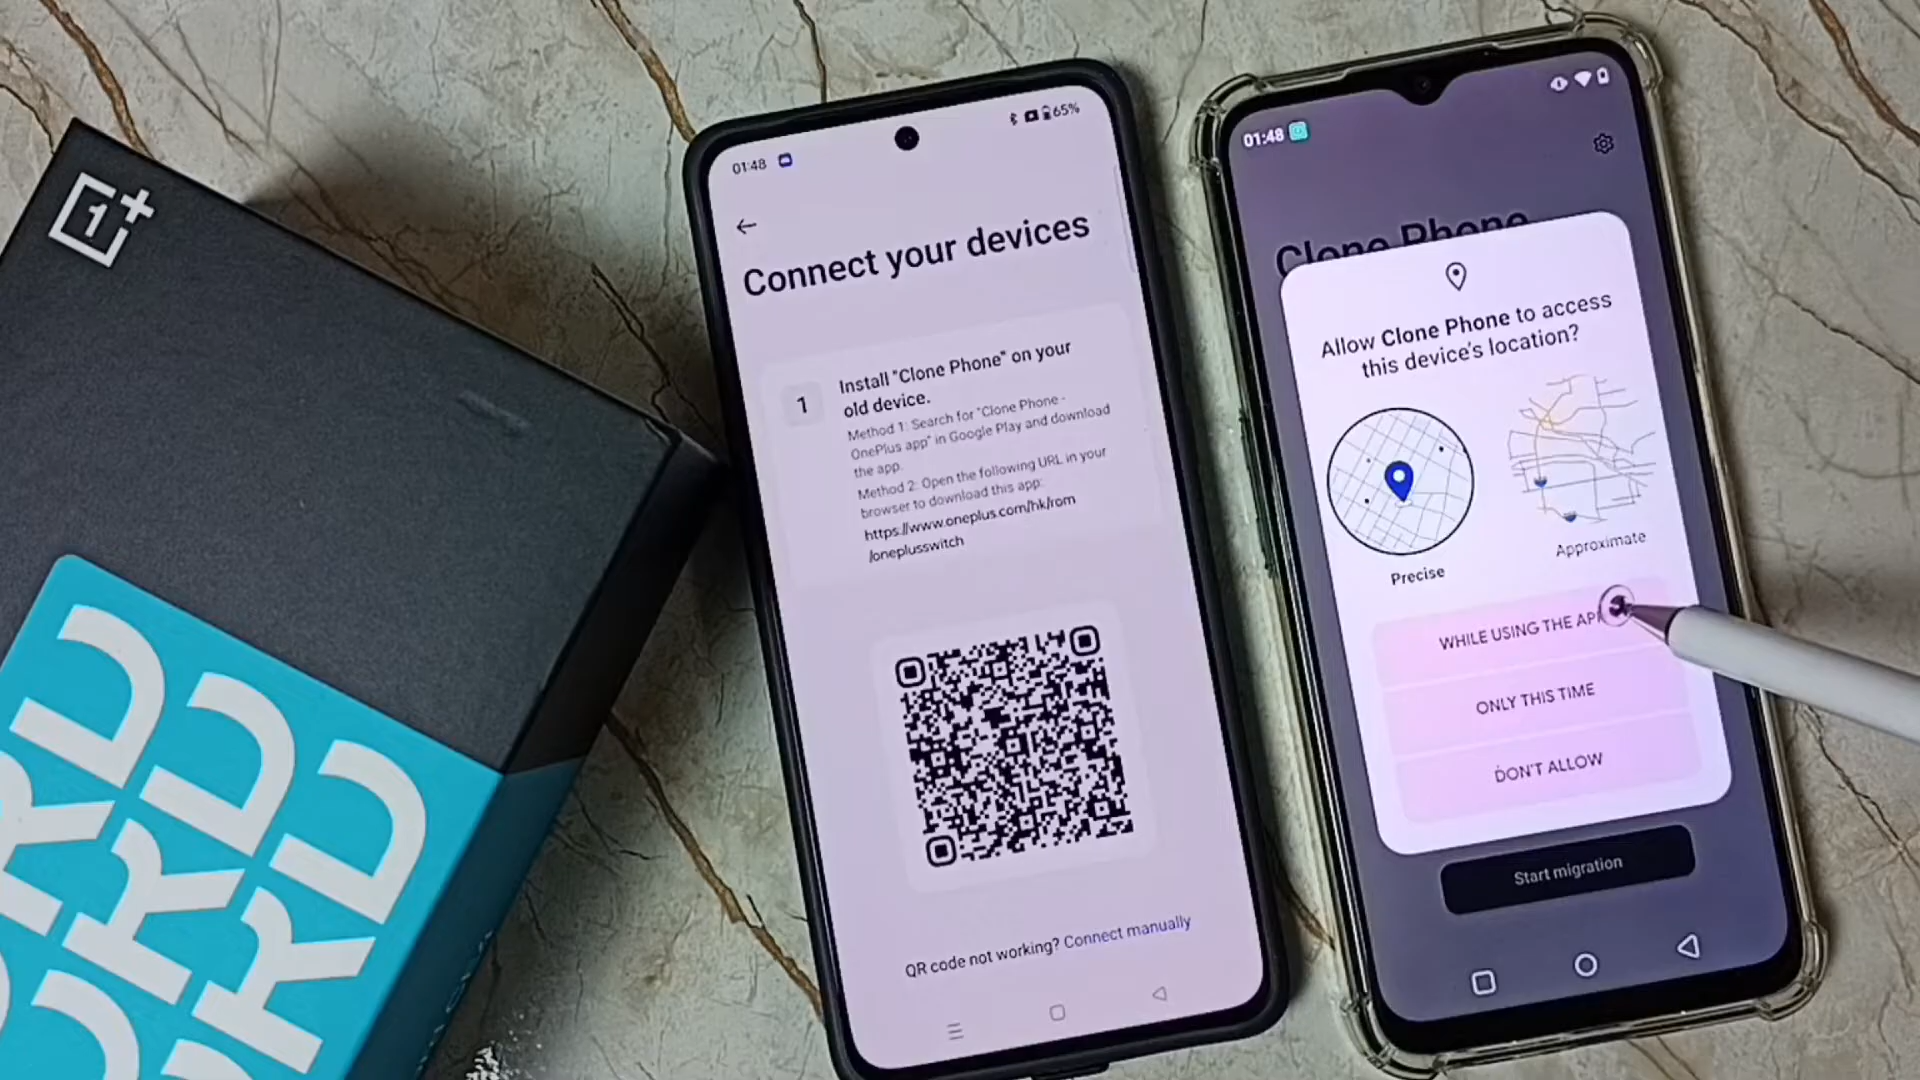 01:48
65%
Connect your devices
1
Install "Clone Phone" on your
old device.
Method 1: Search for "Clone Phone -
OnePlus app" in Google Play and download
the app.
Method 2: Open the following URL in your
browser to download this app:
https://www.oneplus.com/hk/rom
/oneplusswitch
QR code not working? Connect manually
01:48
Clone Phone
Allow Clone Phone to access
this device's location?
Precise
Approximate
WHILE USING THE APP
ONLY THIS TIME
DON'T ALLOW
Start migration
1+